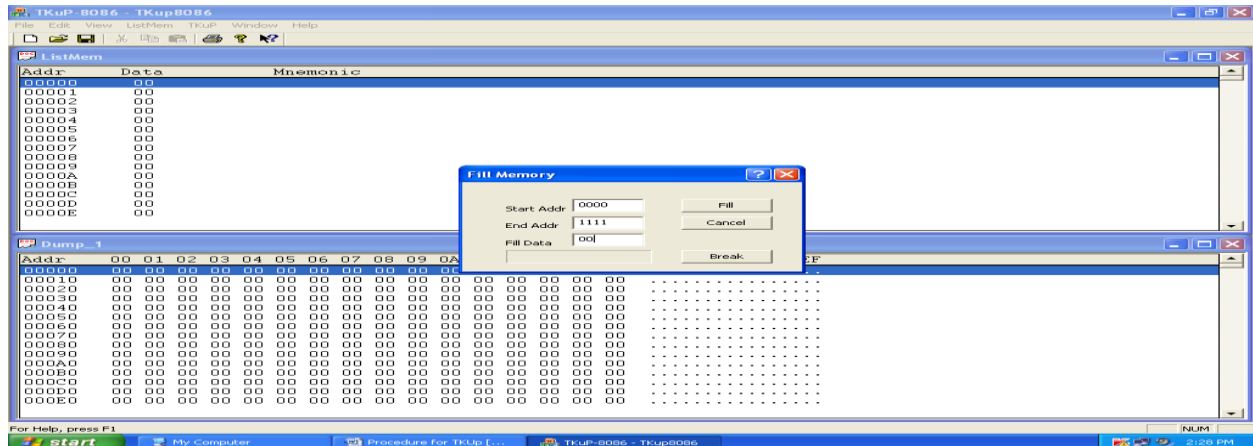 TKuP-8086 - TKup8086
File Edit View ListMem TKuP Window Help
ListMem
Addr Data Mnemonic
00000 00
00001 00
00002 00
00003 00
00004 00
00005 00
00006 00
00007 00
00008 00
00009 00
0000A 00
0000B 00
0000C 00
0000D 00
0000E 00
Fill Memory
Start Addr 0000 Fill
End Addr 1111 Cancel
Fill Data 00
Break
Dump_1
Addr 00 01 02 03 04 05 06 07 08 09 0A EF
00000 00 00 00 00 00 00 00 00 00 00 00
00010 00 00 00 00 00 00 00 00 00 00 00 00 00 00 00 00 ................
00020 00 00 00 00 00 00 00 00 00 00 00 00 00 00 00 00 ................
00030 00 00 00 00 00 00 00 00 00 00 00 00 00 00 00 00 ................
00040 00 00 00 00 00 00 00 00 00 00 00 00 00 00 00 00 ................
00050 00 00 00 00 00 00 00 00 00 00 00 00 00 00 00 00 ................
00060 00 00 00 00 00 00 00 00 00 00 00 00 00 00 00 00 ................
00070 00 00 00 00 00 00 00 00 00 00 00 00 00 00 00 00 ................
00080 00 00 00 00 00 00 00 00 00 00 00 00 00 00 00 00 ................
00090 00 00 00 00 00 00 00 00 00 00 00 00 00 00 00 00 ................
000A0 00 00 00 00 00 00 00 00 00 00 00 00 00 00 00 00 ................
000B0 00 00 00 00 00 00 00 00 00 00 00 00 00 00 00 00 ................
000C0 00 00 00 00 00 00 00 00 00 00 00 00 00 00 00 00 ................
000D0 00 00 00 00 00 00 00 00 00 00 00 00 00 00 00 00 ................
000E0 00 00 00 00 00 00 00 00 00 00 00 00 00 00 00 00 ................
For Help, press F1
NUM
start My Computer Procedure for TKUp [... TKuP-8086 - TKup8086 2:28 PM